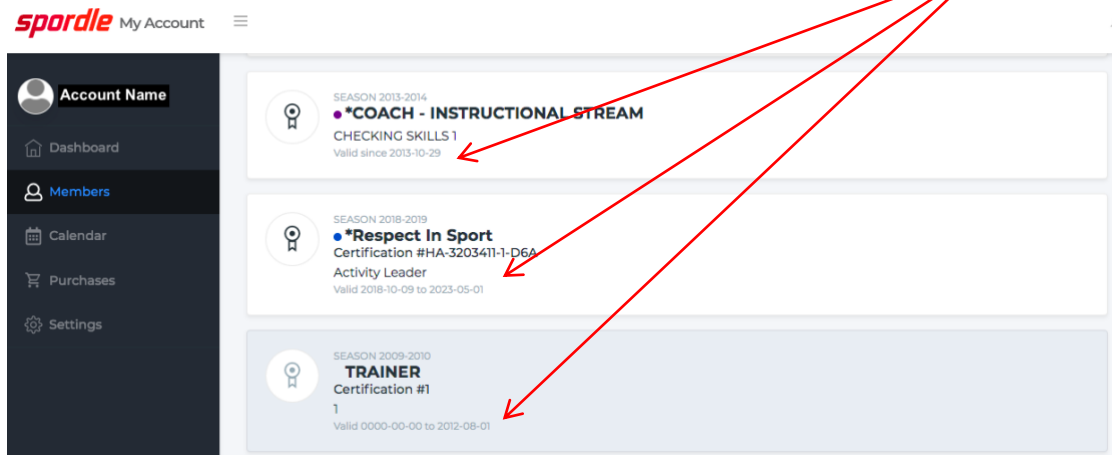 spordle My Account
Account Name
Dashboard
Members
Calendar
Purchases
Settings
SEASON 2013-2014
*COACH - INSTRUCTIONAL STREAM
CHECKING SKILLS 1
Valid since 2013-10-29
SEASON 2018-2019
*Respect In Sport
Certification #HA-3203411-1-D6A
Activity Leader
Valid 2018-10-09 to 2023-05-01
SEASON 2009-2010
TRAINER
Certification #1
1
Valid 0000-00-00 to 2012-08-01